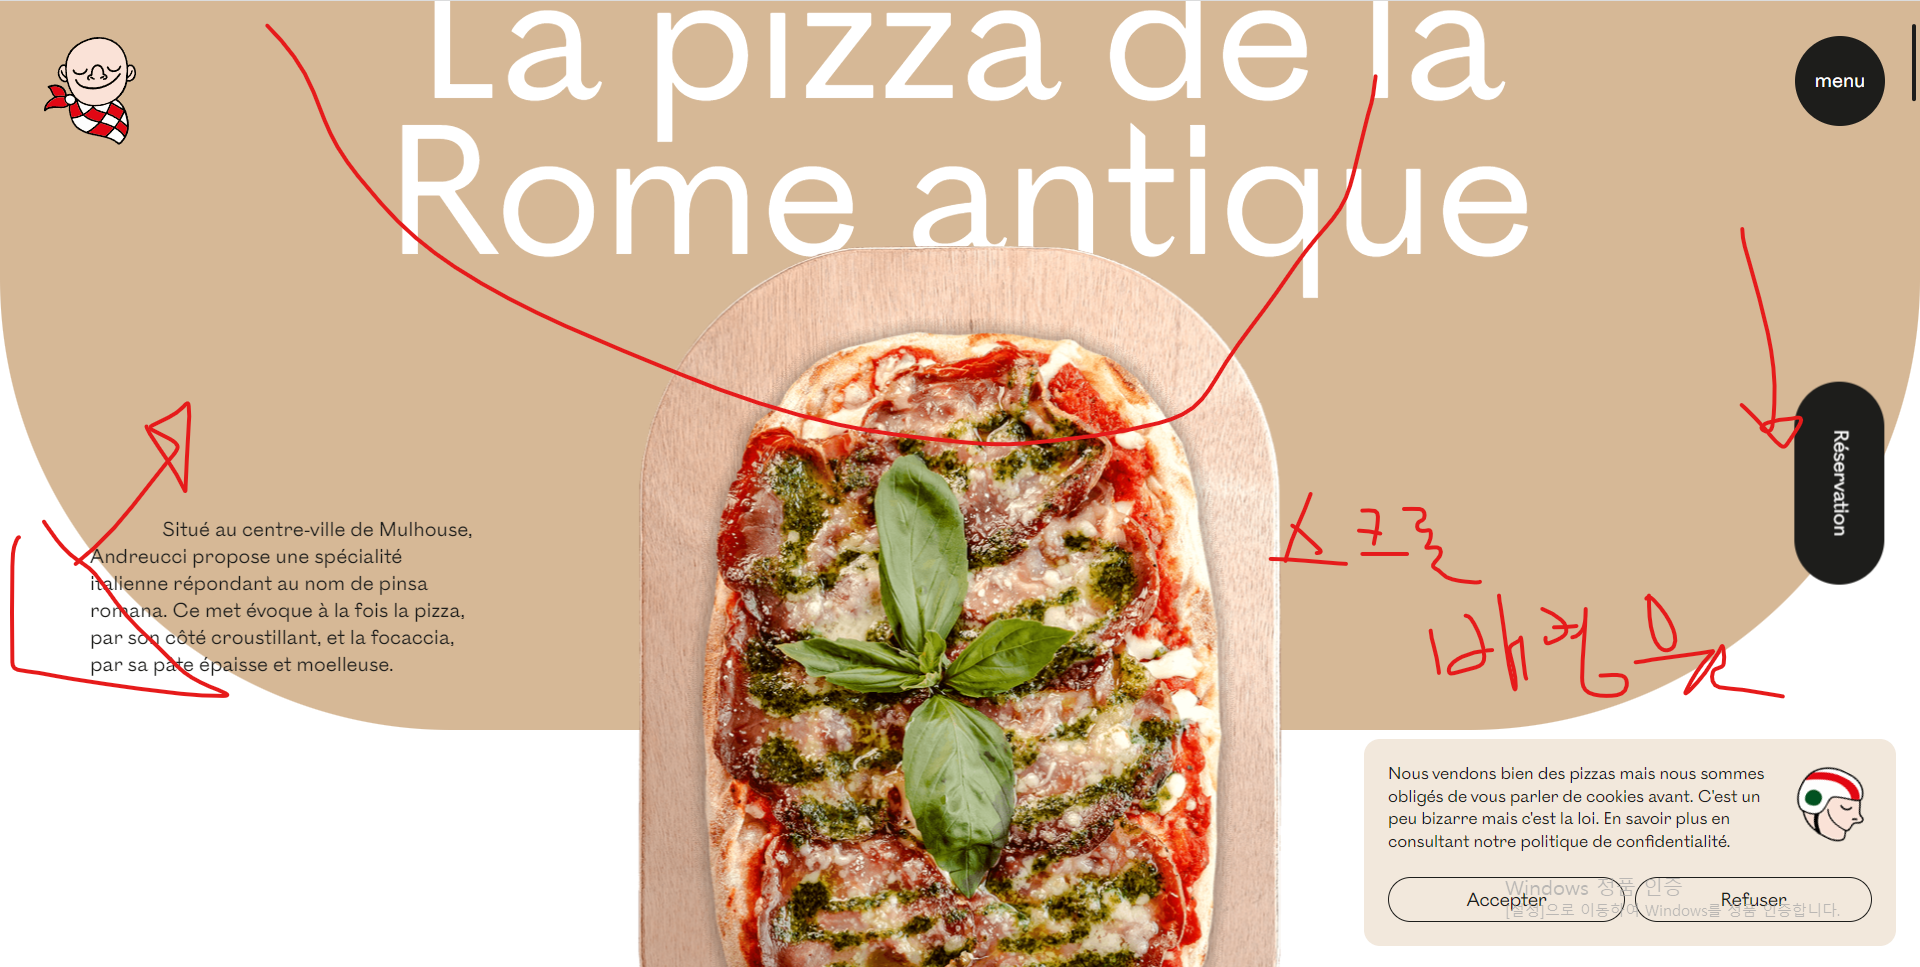 La pizza de la
Rome antique
menu
Réservation
Situé au centre-ville de Mulhouse,
Andreucci propose une spécialité
italienne répondant au nom de pinsa
romana. Ce met évoque à la fois la pizza,
par son côté croustillant, et la focaccia,
par sa pâte épaisse et moelleuse.
스크롤
Nous vendons bien des pizzas mais nous sommes
obligés de vous parler de cookies avant. C'est un
peu bizarre mais c'est la loi. En savoir plus en
consultant notre politique de confidentialité.
Accepter
Refuser
Windows 정품 인증
[설정]으로 이동하여 Windows를 정품 인증합니다.